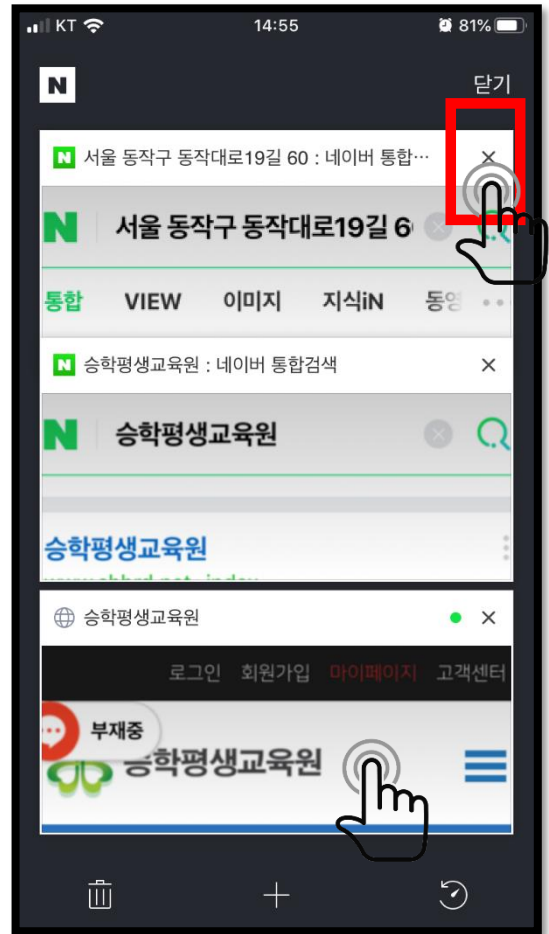 KT 14:55 81%
N 닫기
N 서울 동작구 동작대로19길 60 : 네이버 통합…
N 서울 동작구 동작대로19길 6
통합 VIEW 이미지 지식iN
N 승학평생교육원 : 네이버 통합검색
N 승학평생교육원
승학평생교육원
승학평생교육원
로그인 회원가입 마이페이지 고객센터
부재중
승학평생교육원